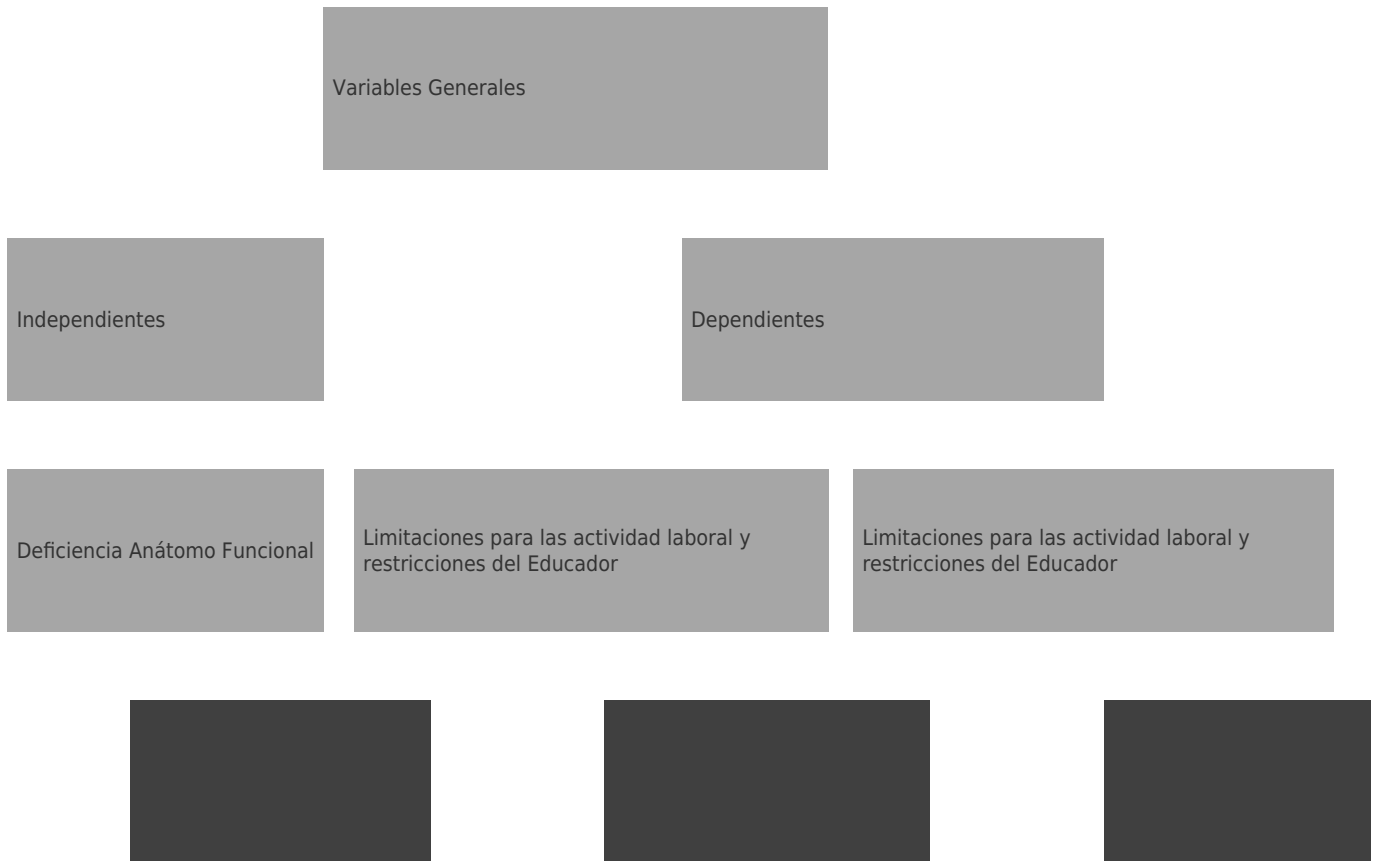 Variables Generales
Independientes
Dependientes
Deficiencia Anátomo Funcional
Limitaciones para las actividad laboral y
restricciones del Educador
Limitaciones para las actividad laboral y
restricciones del Educador